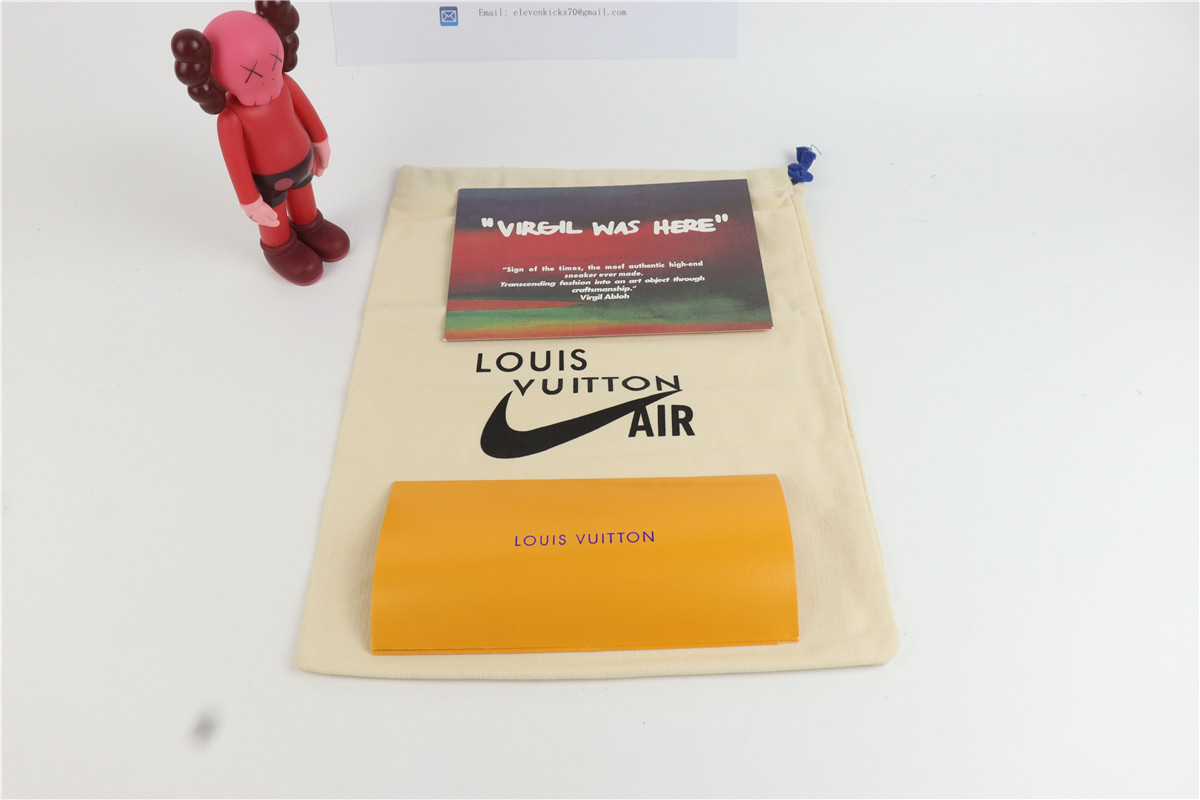 Email: elevenkicks70@gmail.com
"VIRGIL WAS HERE"
"Sign of the times, the most authentic high-end
sneaker ever made.
Transcending fashion into an art object through
craftsmanship."
Virgil Abloh
LOUIS
VUITTON
AIR
LOUIS VUITTON